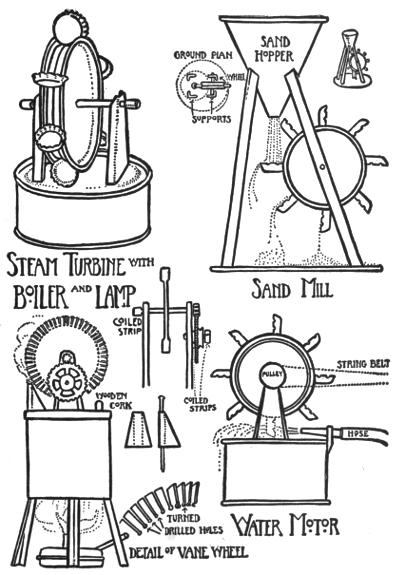 GROUND PLAN
WHEEL
SUPPORTS
SAND
HOPPER
SAND MILL
STEAM TURBINE WITH
BOILER AND LAMP
COILED
STRIP
WOODEN
CORK
COILED
STRIPS
TURNED
DRILLED HOLES
DETAIL OF VANE WHEEL
PULLEY
STRING BELT
HOSE
WATER MOTOR